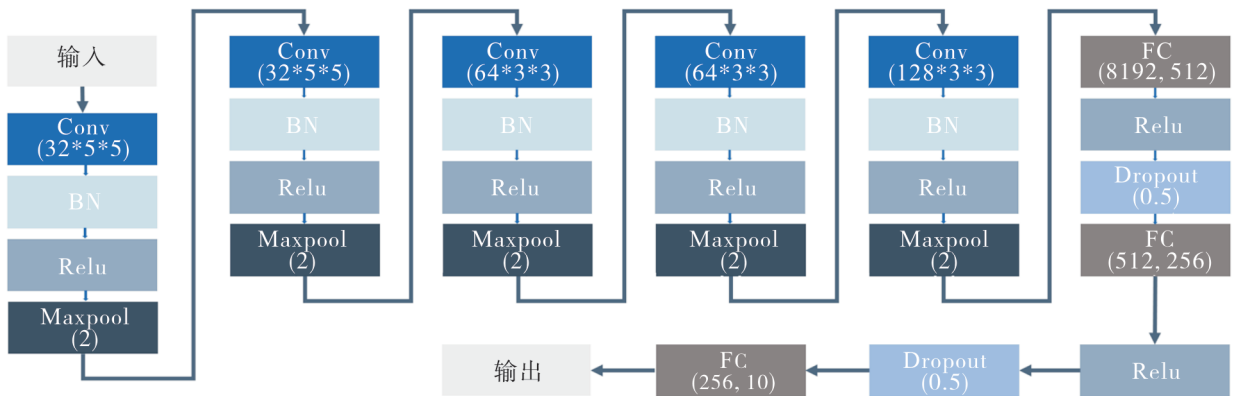 输入
Conv
(32*5*5)
BN
Relu
Maxpool
(2)
Conv
(32*5*5)
BN
Relu
Maxpool
(2)
Conv
(64*3*3)
BN
Relu
Maxpool
(2)
Conv
(64*3*3)
BN
Relu
Maxpool
(2)
Conv
(128*3*3)
BN
Relu
Maxpool
(2)
FC
(8192, 512)
Relu
Dropout
(0.5)
FC
(512, 256)
Relu
Dropout
(0.5)
FC
(256, 10)
输出